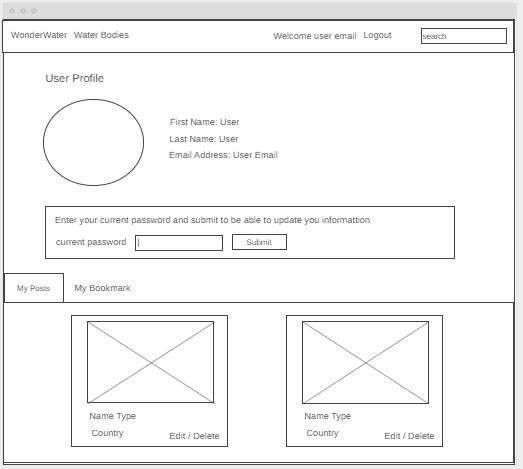 WonderWater Water Bodies Welcome user email Logout search
User Profile
First Name: User
Last Name: User
Email Address: User Email
Enter your current password and submit to be able to update you informattion
current password Submit
My Posts My Bookmark
Name Type Name Type
Country Edit / Delete Country Edit / Delete